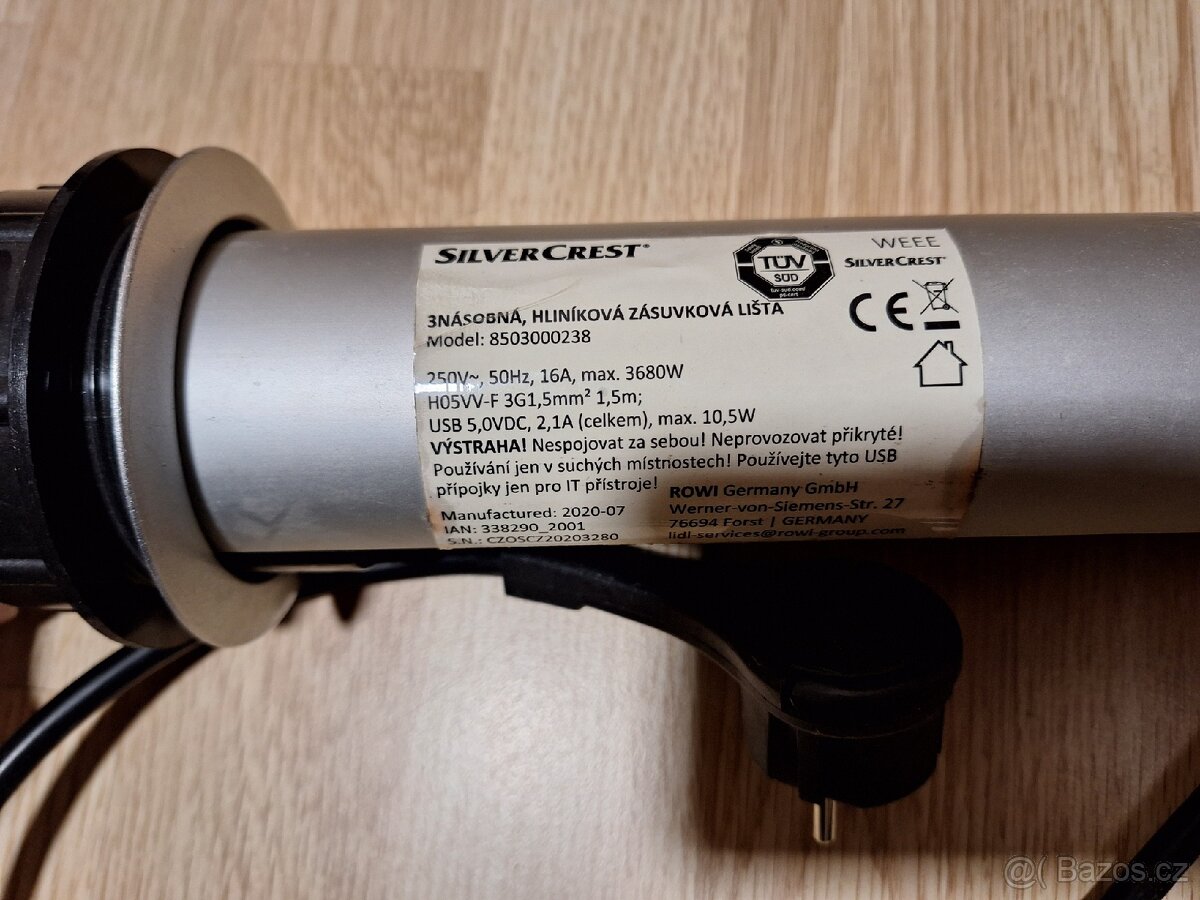 SILVERCREST®
TÜV
SÜD
WEEE
SILVERCREST®
CE
3NÁSOBNÁ, HLINÍKOVÁ ZÁSUVKOVÁ LIŠTA
Model: 8503000238
250V~, 50Hz, 16A, max. 3680W
H05VV-F 3G1,5mm² 1,5m;
USB 5,0VDC, 2,1A (celkem), max. 10,5W
VÝSTRAHA! Nespojovat za sebou! Neprovozovat přikryté!
Používání jen v suchých místnostech! Používejte tyto USB
přípojky jen pro IT přístroje!
Manufactured: 2020-07
IAN: 338290_2001
S.N.: CZOSC720203280
ROWI Germany GmbH
Werner-von-Siemens-Str. 27
76694 Forst | GERMANY
lidl-services@rowi-group.com
Bazos.cz